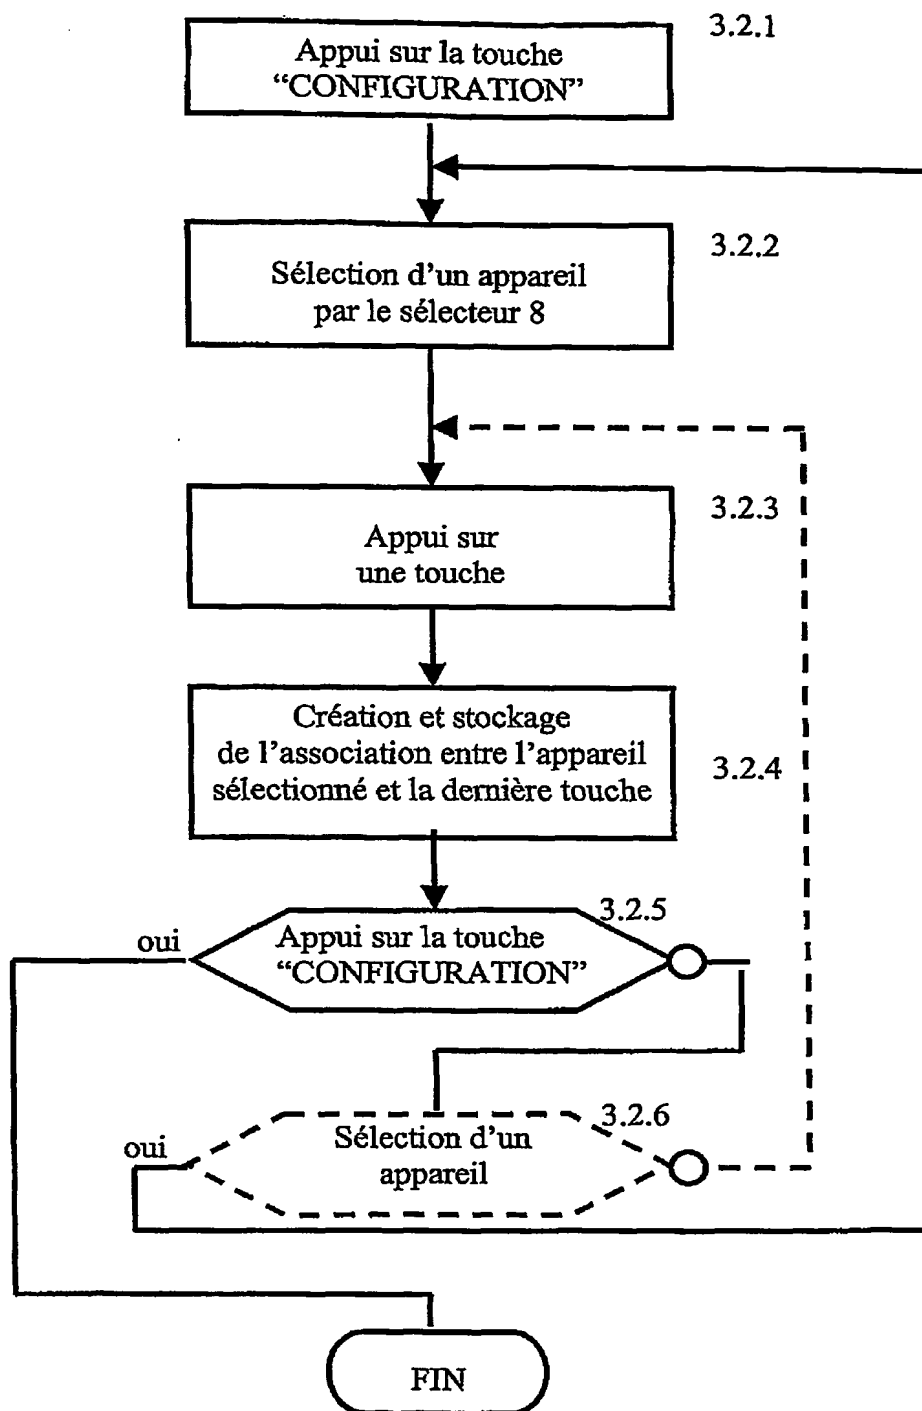 3.2.1
Appui sur la touche
“CONFIGURATION”
3.2.2
Sélection d’un appareil
par le sélecteur 8
3.2.3
Appui sur
une touche
Création et stockage
de l’association entre l’appareil
sélectionné et la dernière touche
3.2.4
3.2.5
oui
Appui sur la touche
“CONFIGURATION”
3.2.6
oui
Sélection d’un
appareil
FIN